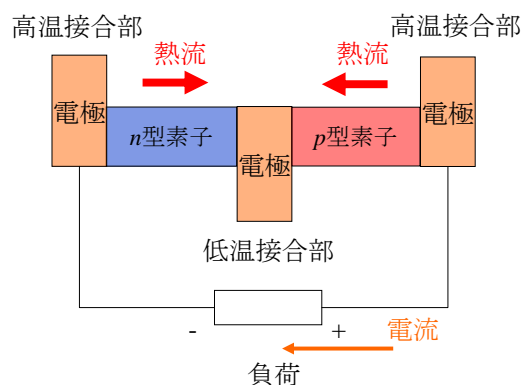 高温接合部
高温接合部
熱流
熱流
電極
n型素子
電極
p型素子
電極
低温接合部
-
+
電流
負荷